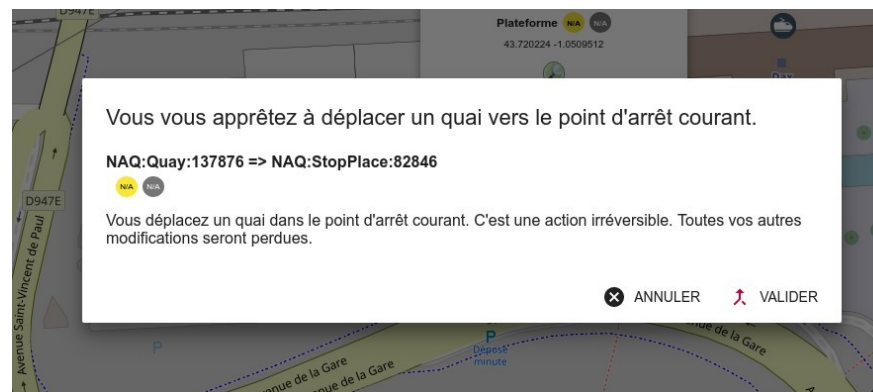 D947E
Plateforme N/A N/A
43.720224 -1.0509512
Dax
Vous vous apprêtez à déplacer un quai vers le point d'arrêt courant.
NAQ:Quay:137876 => NAQ:StopPlace:82846
N/A N/A
D947E
Vous déplacez un quai dans le point d'arrêt courant. C'est une action irréversible. Toutes vos autres
modifications seront perdues.
Avenue Saint-Vincent de Paul
ANNULER VALIDER
P
P
Dépose
minute
Avenue de la Gare
de la Gare
nue de la Gare